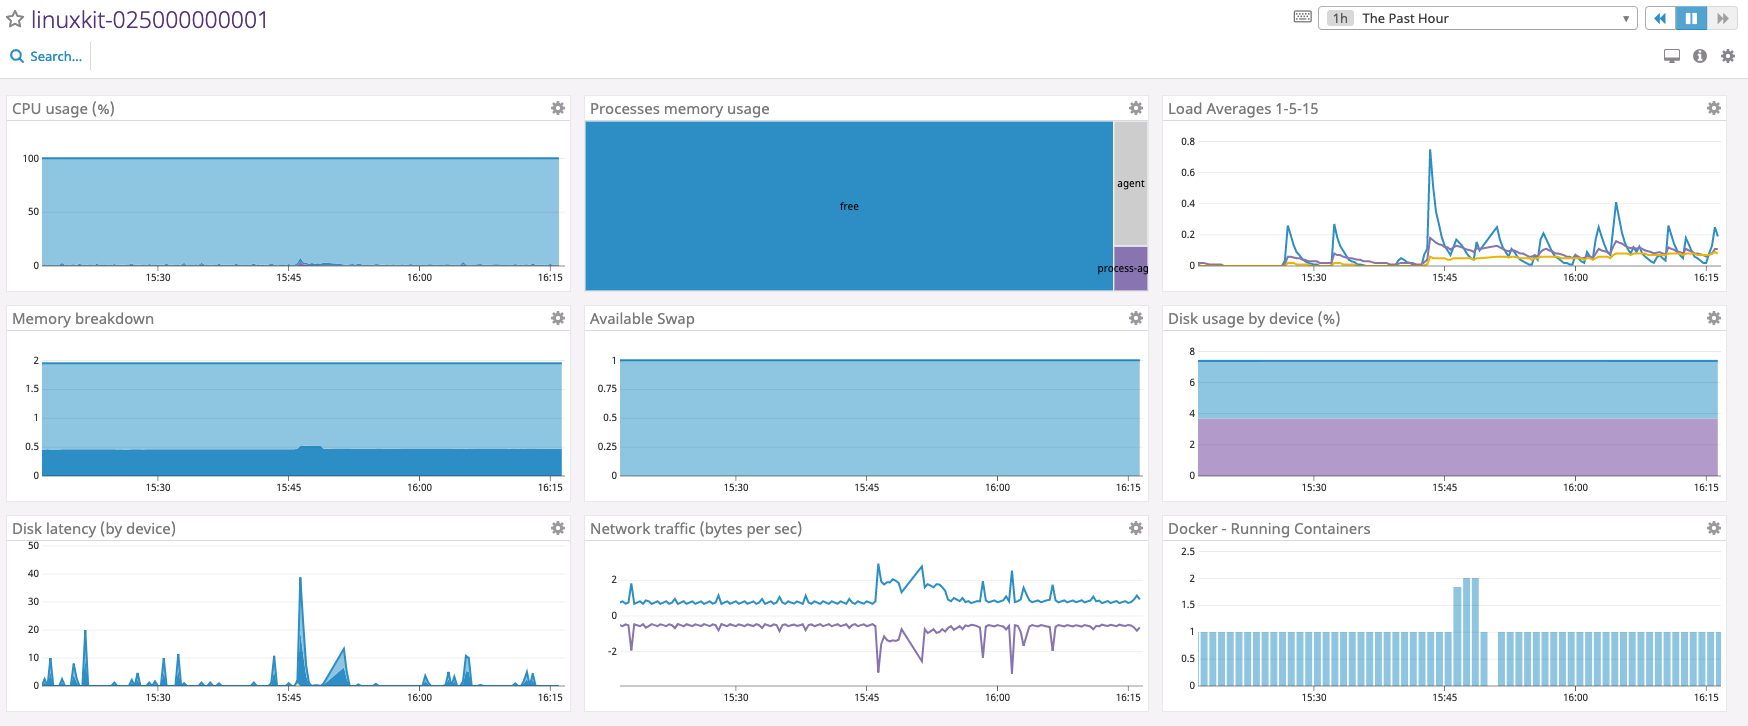 linuxkit-025000000001
1h The Past Hour
Search...
CPU usage (%)
100
50
0
15:30 15:45 16:00 16:15
Processes memory usage
free
agent
process-ag
Load Averages 1-5-15
0.8
0.6
0.4
0.2
0
15:30 15:45 16:00 16:15
Memory breakdown
2
1.5
1
0.5
0
15:30 15:45 16:00 16:15
Available Swap
1
0.75
0.5
0.25
0
15:30 15:45 16:00 16:15
Disk usage by device (%)
8
6
4
2
0
15:30 15:45 16:00 16:15
Disk latency (by device)
50
40
30
20
10
0
15:30 15:45 16:00 16:15
Network traffic (bytes per sec)
2
0
-2
15:30 15:45 16:00 16:15
Docker - Running Containers
2.5
2
1.5
1
0.5
0
15:30 15:45 16:00 16:15